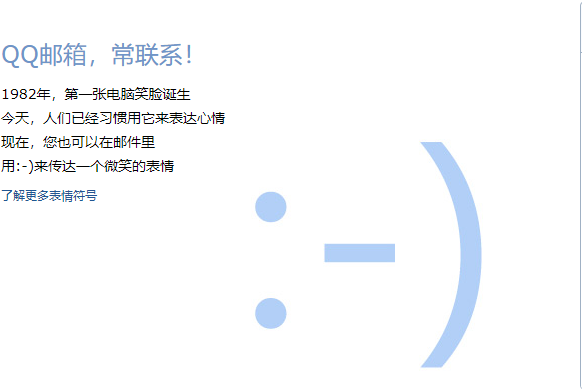 QQ邮箱，常联系！
1982年，第一张电脑笑脸诞生
今天，人们已经习惯用它来表达心情
现在，您也可以在邮件里
用:-)来传达一个微笑的表情
了解更多表情符号
:-)